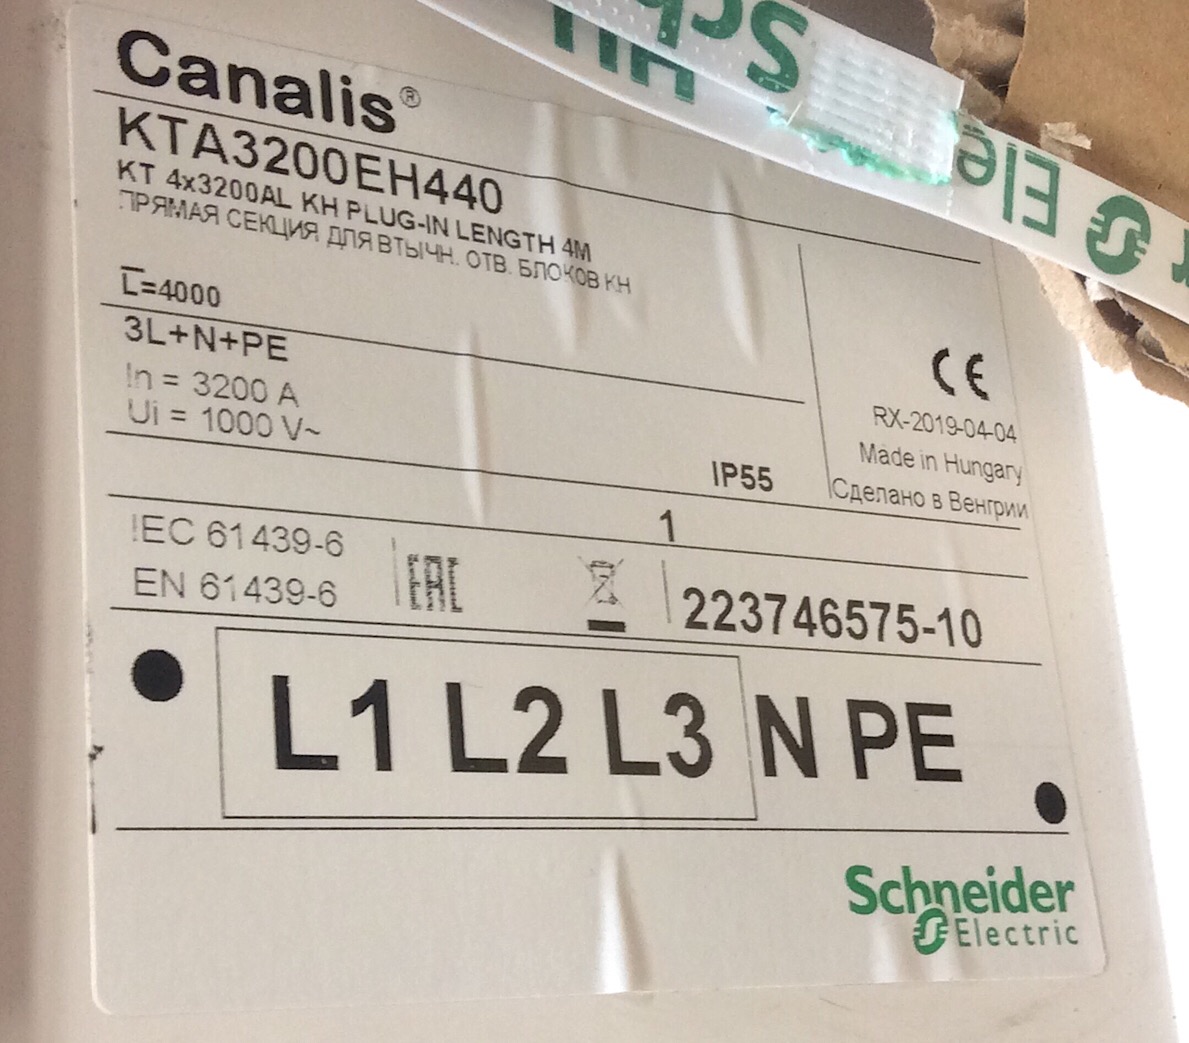 Canalis®
KTA3200EH440
KT 4x3200AL KH PLUG-IN LENGTH 4M
ПРЯМАЯ СЕКЦИЯ ДЛЯ ВТЫЧН. ОТВ. БЛОКОВ КН
L=4000
3L+N+PE
In = 3200 A
Ui = 1000 V~
IP55
CE
RX-2019-04-04
Made in Hungary
Сделано в Венгрии
1
IEC 61439-6
EN 61439-6
EAC
223746575-10
L1 L2 L3 N PE
Schneider
Electric